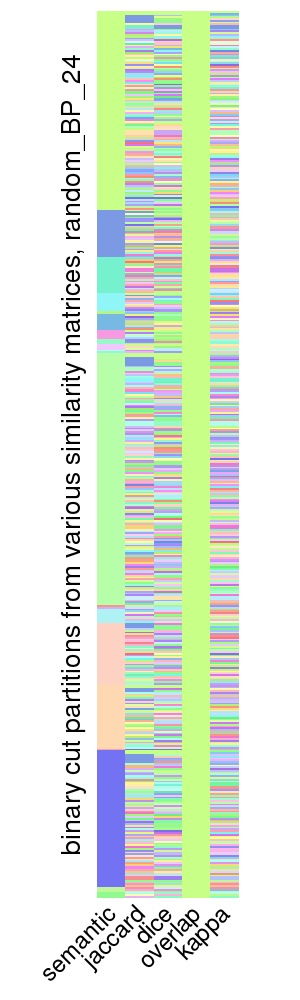 binary cut partitions from various similarity matrices, random_BP_24
semantic
jaccard
dice
overlap
kappa